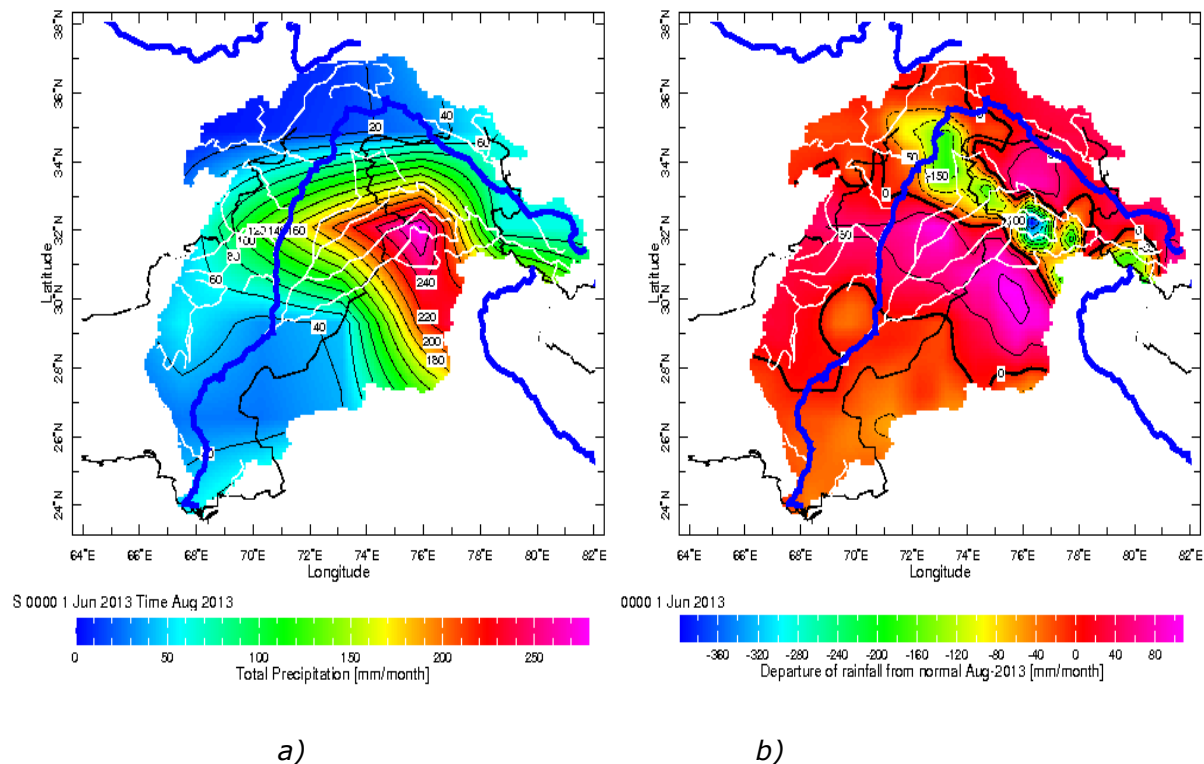 38°N
36°N
34°N
32°N
30°N
28°N
26°N
24°N
Latitude
20
40
60
120
140
160
100
80
60
40
240
220
200
180
64°E 66°E 68°E 70°E 72°E 74°E 76°E 78°E 80°E 82°E
Longitude
S 0000 1 Jun 2013 Time Aug 2013
0 50 100 150 200 250
Total Precipitation [mm/month]
a)
38°N
36°N
34°N
32°N
30°N
28°N
26°N
24°N
Latitude
0
50
0
-150
0
100
0
50
0
64°E 66°E 68°E 70°E 72°E 74°E 76°E 78°E 80°E 82°E
Longitude
0000 1 Jun 2013
-360 -320 -280 -240 -200 -160 -120 -80 -40 0 40 80
Departure of rainfall from normal Aug-2013 [mm/month]
b)